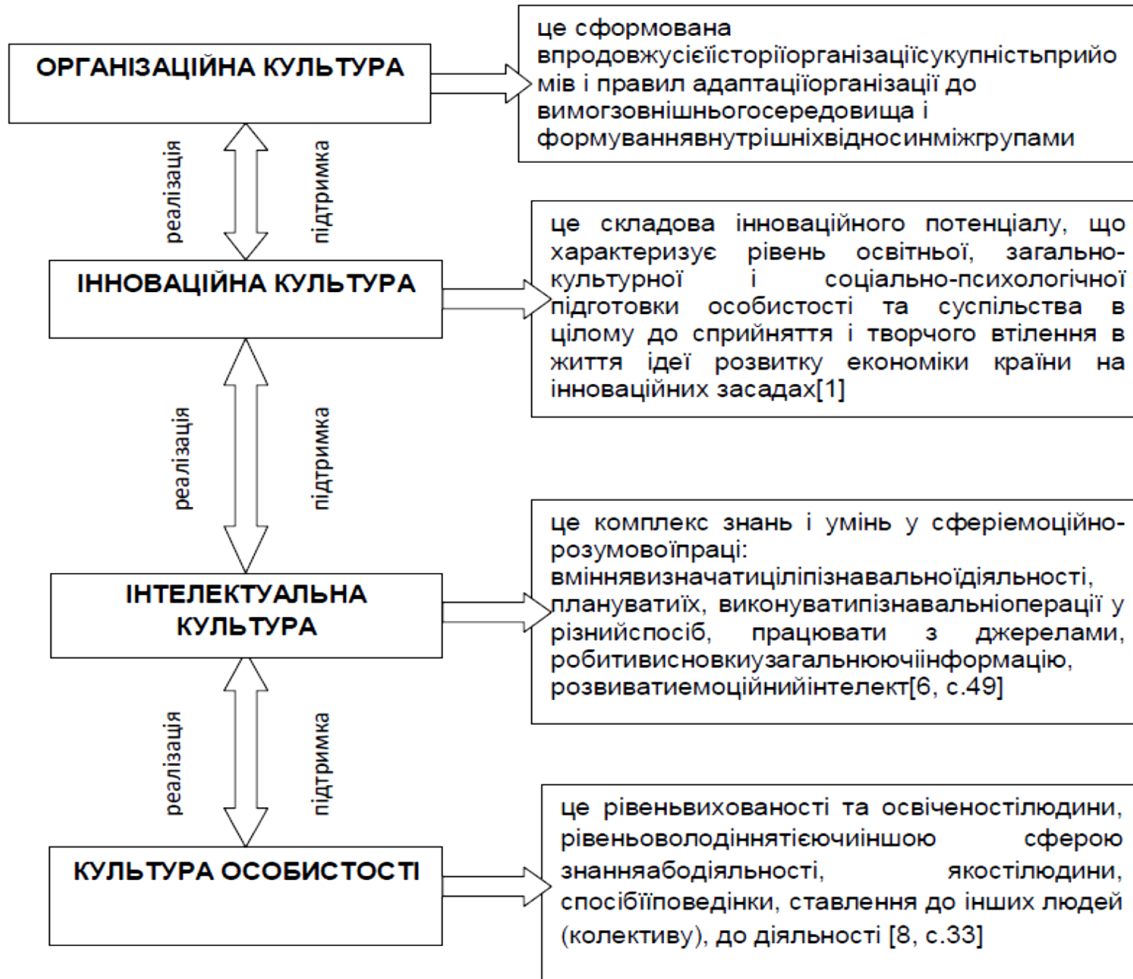 ОРГАНІЗАЦІЙНА КУЛЬТУРА
це сформована
впродовжусієїісторіїорганізаціїсукупністьприйо
мів і правил адаптаціїорганізації до
вимогзовнішньогосередовища і
формуваннявнутрішніхвідносинміжгрупами
реалізація
підтримка
ІННОВАЦІЙНА КУЛЬТУРА
це складова інноваційного потенціалу, що
характеризує рівень освітньої, загально-
культурної і соціально-психологічної
підготовки особистості та суспільства в
цілому до сприйняття і творчого втілення в
життя ідеї розвитку економіки країни на
інноваційних засадах[1]
реалізація
підтримка
ІНТЕЛЕКТУАЛЬНА
КУЛЬТУРА
це комплекс знань і умінь у сферіемоційно-
розумовоїпраці:
вміннявизначатициліпізнавальноїдіяльності,
плануватиїх, виконуватипізнавальніоперації у
різнийспосіб, працювати з джерелами,
робитивисновкиузагальнюючіінформацію,
розвиватиемоційнийінтелект[6, с.49]
реалізація
підтримка
КУЛЬТУРА ОСОБИСТОСТІ
це рівеньвихованості та освіченостілюдини,
рівеньоволодіннятієючиіншою сферою
знанняабодіяльності, якостілюдини,
спосібїїповедінки, ставлення до інших людей
(колективу), до діяльності [8, с.33]